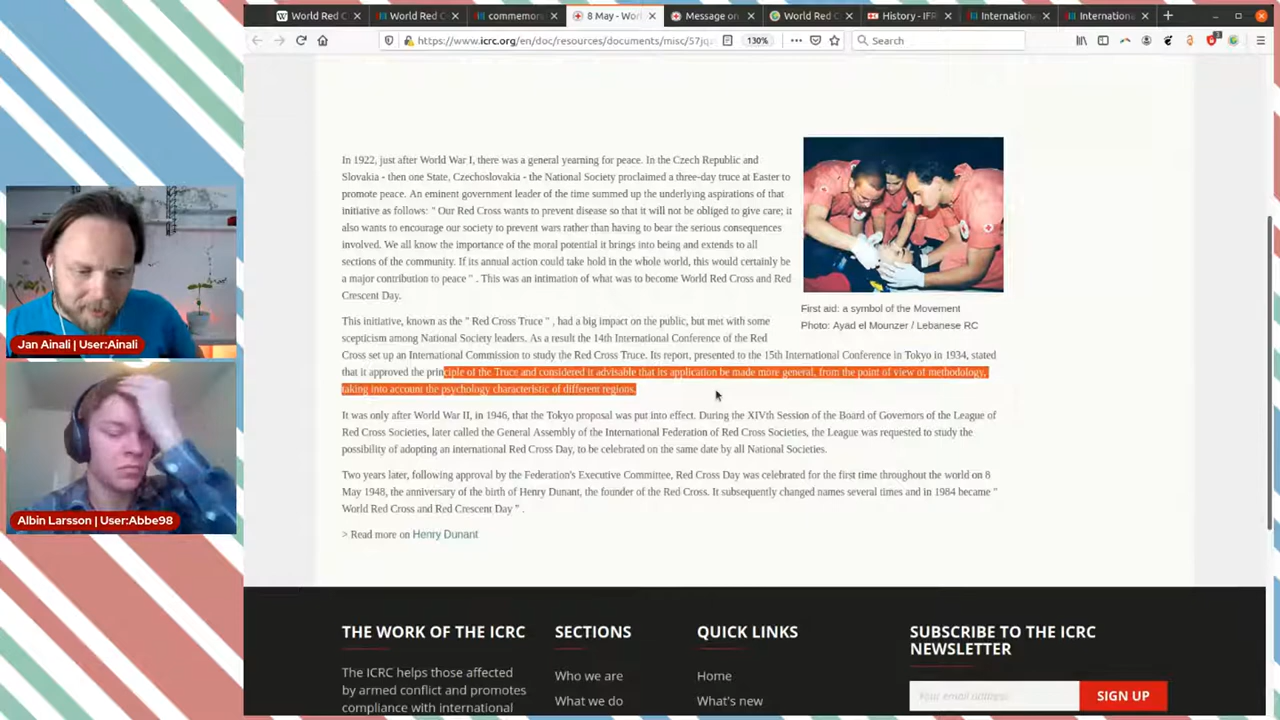 World Red C
World Red C
commemor
8 May - Wor
Message on
World Red C
History - IFR
Internationa
Internationa
https://www.icrc.org/en/doc/resources/documents/misc/57jq
130%
Search
In 1922, just after World War I, there was a general yearning for peace. In the Czech Republic and
Slovakia - then one State, Czechoslovakia - the National Society proclaimed a three-day truce at Easter to
promote peace. An eminent government leader of the time summed up the underlying aspirations of that
initiative as follows: " Our Red Cross wants to prevent disease so that it will not be obliged to give care; it
also wants to encourage our society to prevent wars rather than having to bear the serious consequences
involved. We all know the importance of the moral potential it brings into being and extends to all
sections of the community. If its annual action could take hold in the whole world, this would certainly be
a major contribution to peace " . This was an intimation of what was to become World Red Cross and Red
Crescent Day.
First aid: a symbol of the Movement
Photo: Ayad el Mounzer / Lebanese RC
This initiative, known as the " Red Cross Truce " , had a big impact on the public, but met with some
scepticism among National Society leaders. As a result the 14th International Conference of the Red
Cross set up an International Commission to study the Red Cross Truce. Its report, presented to the 15th International Conference in Tokyo in 1934, stated
that it approved the principle of the Truce and considered it advisable that its application be made more general, from the point of view of methodology,
taking into account the psychology characteristic of different regions.
It was only after World War II, in 1946, that the Tokyo proposal was put into effect. During the XIVth Session of the Board of Governors of the League of
Red Cross Societies, later called the General Assembly of the International Federation of Red Cross Societies, the League was requested to study the
possibility of adopting an international Red Cross Day, to be celebrated on the same date by all National Societies.
Two years later, following approval by the Federation's Executive Committee, Red Cross Day was celebrated for the first time throughout the world on 8
May 1948, the anniversary of the birth of Henry Dunant, the founder of the Red Cross. It subsequently changed names several times and in 1984 became "
World Red Cross and Red Crescent Day " .
> Read more on Henry Dunant
Jan Ainali | User:Ainali
Albin Larsson | User:Abbe98
THE WORK OF THE ICRC
The ICRC helps those affected
by armed conflict and promotes
compliance with international
SECTIONS
Who we are
What we do
QUICK LINKS
Home
What's new
SUBSCRIBE TO THE ICRC
NEWSLETTER
Your email address
SIGN UP